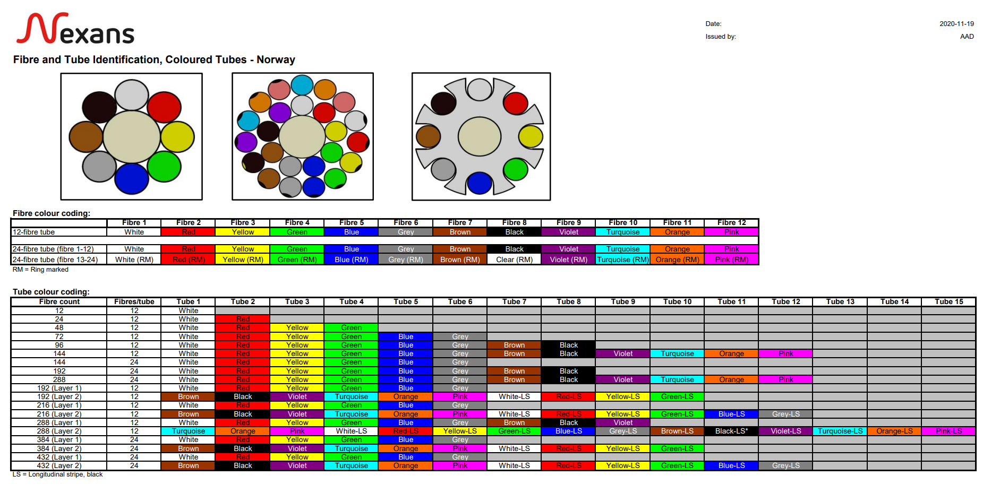 Nexans
Date: 2020-11-19
Issued by: AAD
Fibre and Tube Identification, Coloured Tubes - Norway
Fibre colour coding:
Fibre 1 Fibre 2 Fibre 3 Fibre 4 Fibre 5 Fibre 6 Fibre 7 Fibre 8 Fibre 9 Fibre 10 Fibre 11 Fibre 12
12-fibre tube White Red Yellow Green Blue Grey Brown Black Violet Turquoise Orange Pink
24-fibre tube (fibre 1-12) White Red Yellow Green Blue Grey Brown Black Violet Turquoise Orange Pink
24-fibre tube (fibre 13-24) White (RM) Red (RM) Yellow (RM) Green (RM) Blue (RM) Grey (RM) Brown (RM) Clear (RM) Violet (RM) Turquoise (RM) Orange (RM) Pink (RM)
RM = Ring marked
Tube colour coding:
Fibre count Fibres/tube Tube 1 Tube 2 Tube 3 Tube 4 Tube 5 Tube 6 Tube 7 Tube 8 Tube 9 Tube 10 Tube 11 Tube 12 Tube 13 Tube 14 Tube 15
12 12 White
24 12 White Red
48 12 White Red Yellow Green
72 12 White Red Yellow Green Blue Grey
96 12 White Red Yellow Green Blue Grey Brown Black
144 12 White Red Yellow Green Blue Grey Brown Black Violet Turquoise Orange Pink
144 24 White Red Yellow Green Blue Grey
192 24 White Red Yellow Green Blue Grey Brown Black
288 24 White Red Yellow Green Blue Grey Brown Black Violet Turquoise Orange Pink
192 (Layer 1) 12 White Red Yellow Green Blue Grey
192 (Layer 2) 12 Brown Black Violet Turquoise Orange Pink White-LS Red-LS Yellow-LS Green-LS
216 (Layer 1) 12 White Red Yellow Green Blue Grey
216 (Layer 2) 12 Brown Black Violet Turquoise Orange Pink White-LS Red-LS Yellow-LS Green-LS Blue-LS Grey-LS
288 (Layer 1) 12 White Red Yellow Green Blue Grey Brown Black Violet
288 (Layer 2) 12 Turquoise Orange Pink White-LS Red-LS Yellow-LS Green-LS Blue-LS Grey-LS Brown-LS Black-LS* Violet-LS Turquoise-LS Orange-LS Pink-LS
384 (Layer 1) 24 White Red Yellow Green Blue Grey
384 (Layer 2) 24 Brown Black Violet Turquoise Orange Pink White-LS Red-LS Yellow-LS Green-LS
432 (Layer 1) 24 White Red Yellow Green Blue Grey
432 (Layer 2) 24 Brown Black Violet Turquoise Orange Pink White-LS Red-LS Yellow-LS Green-LS Blue-LS Grey-LS
LS = Longitudinal stripe, black